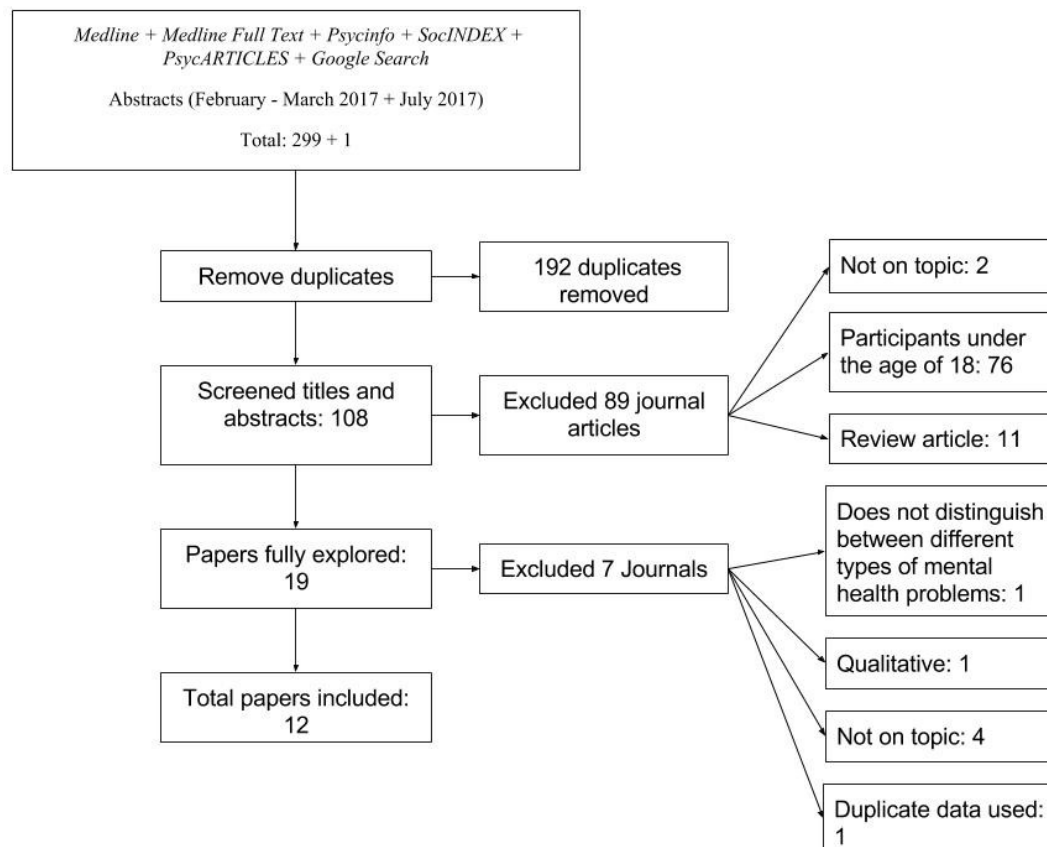 Medline + Medline Full Text + Psycinfo + SocINDEX +
PsycARTICLES + Google Search
Abstracts (February - March 2017 + July 2017)
Total: 299 + 1
Remove duplicates
192 duplicates
removed
Not on topic: 2
Participants under
the age of 18: 76
Screened titles and
abstracts: 108
Excluded 89 journal
articles
Review article: 11
Papers fully explored:
19
Excluded 7 Journals
Does not distinguish
between different
types of mental
health problems: 1
Qualitative: 1
Total papers included:
12
Not on topic: 4
Duplicate data used:
1